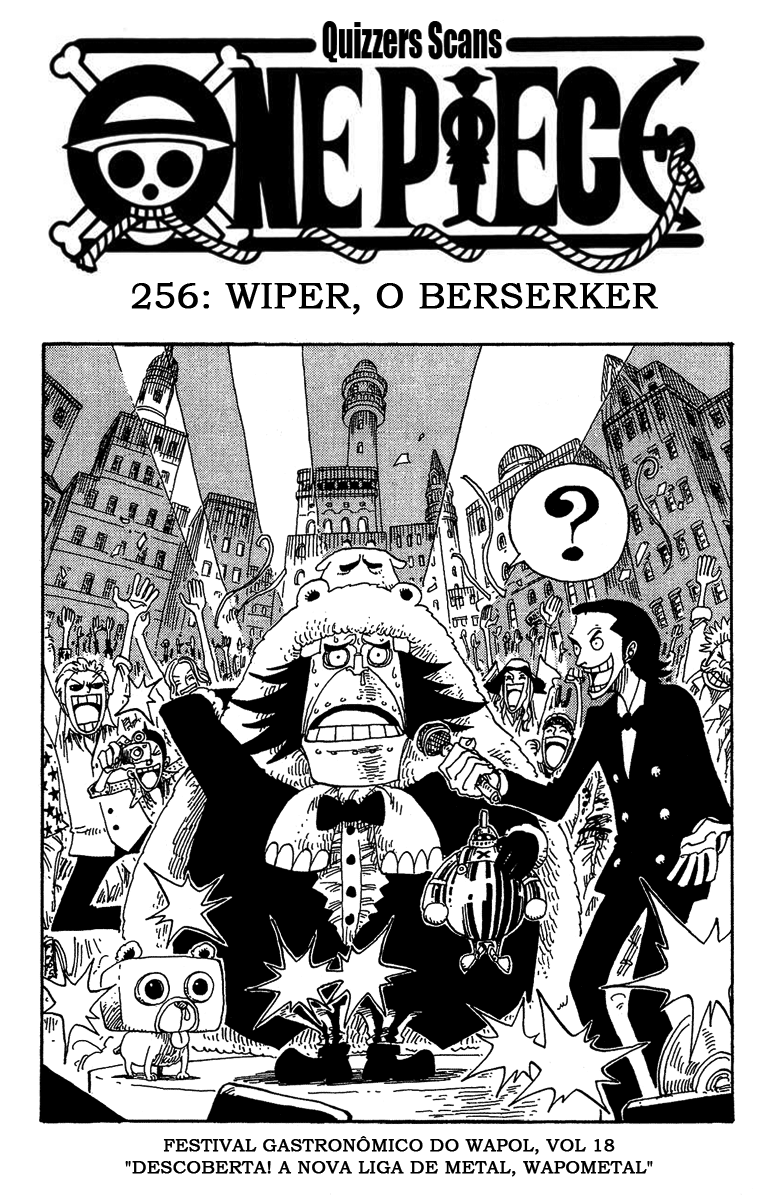 Quizzers Scans
ONE PIECE
256: WIPER, O BERSERKER
?
FESTIVAL GASTRONÔMICO DO WAPOL, VOL 18
"DESCOBERTA! A NOVA LIGA DE METAL, WAPOMETAL"